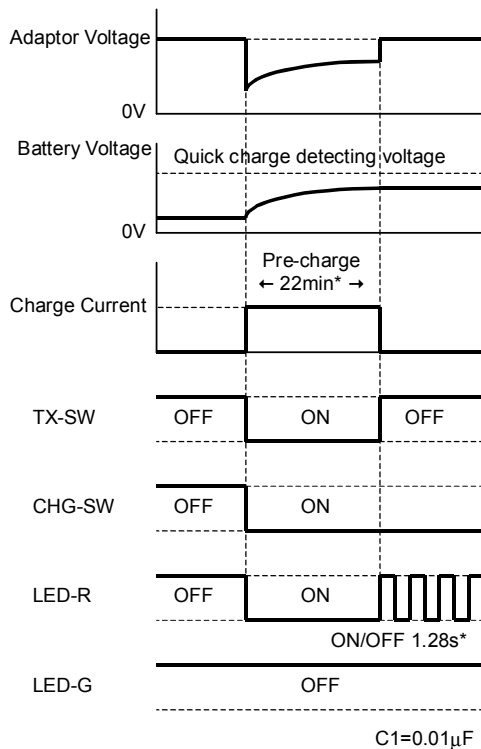 Adaptor Voltage
0V
Battery Voltage
Quick charge detecting voltage
0V
Pre-charge
← 22min* →
Charge Current
TX-SW
OFF
ON
OFF
CHG-SW
OFF
ON
LED-R
OFF
ON
ON/OFF 1.28s*
LED-G
OFF
C1=0.01μF